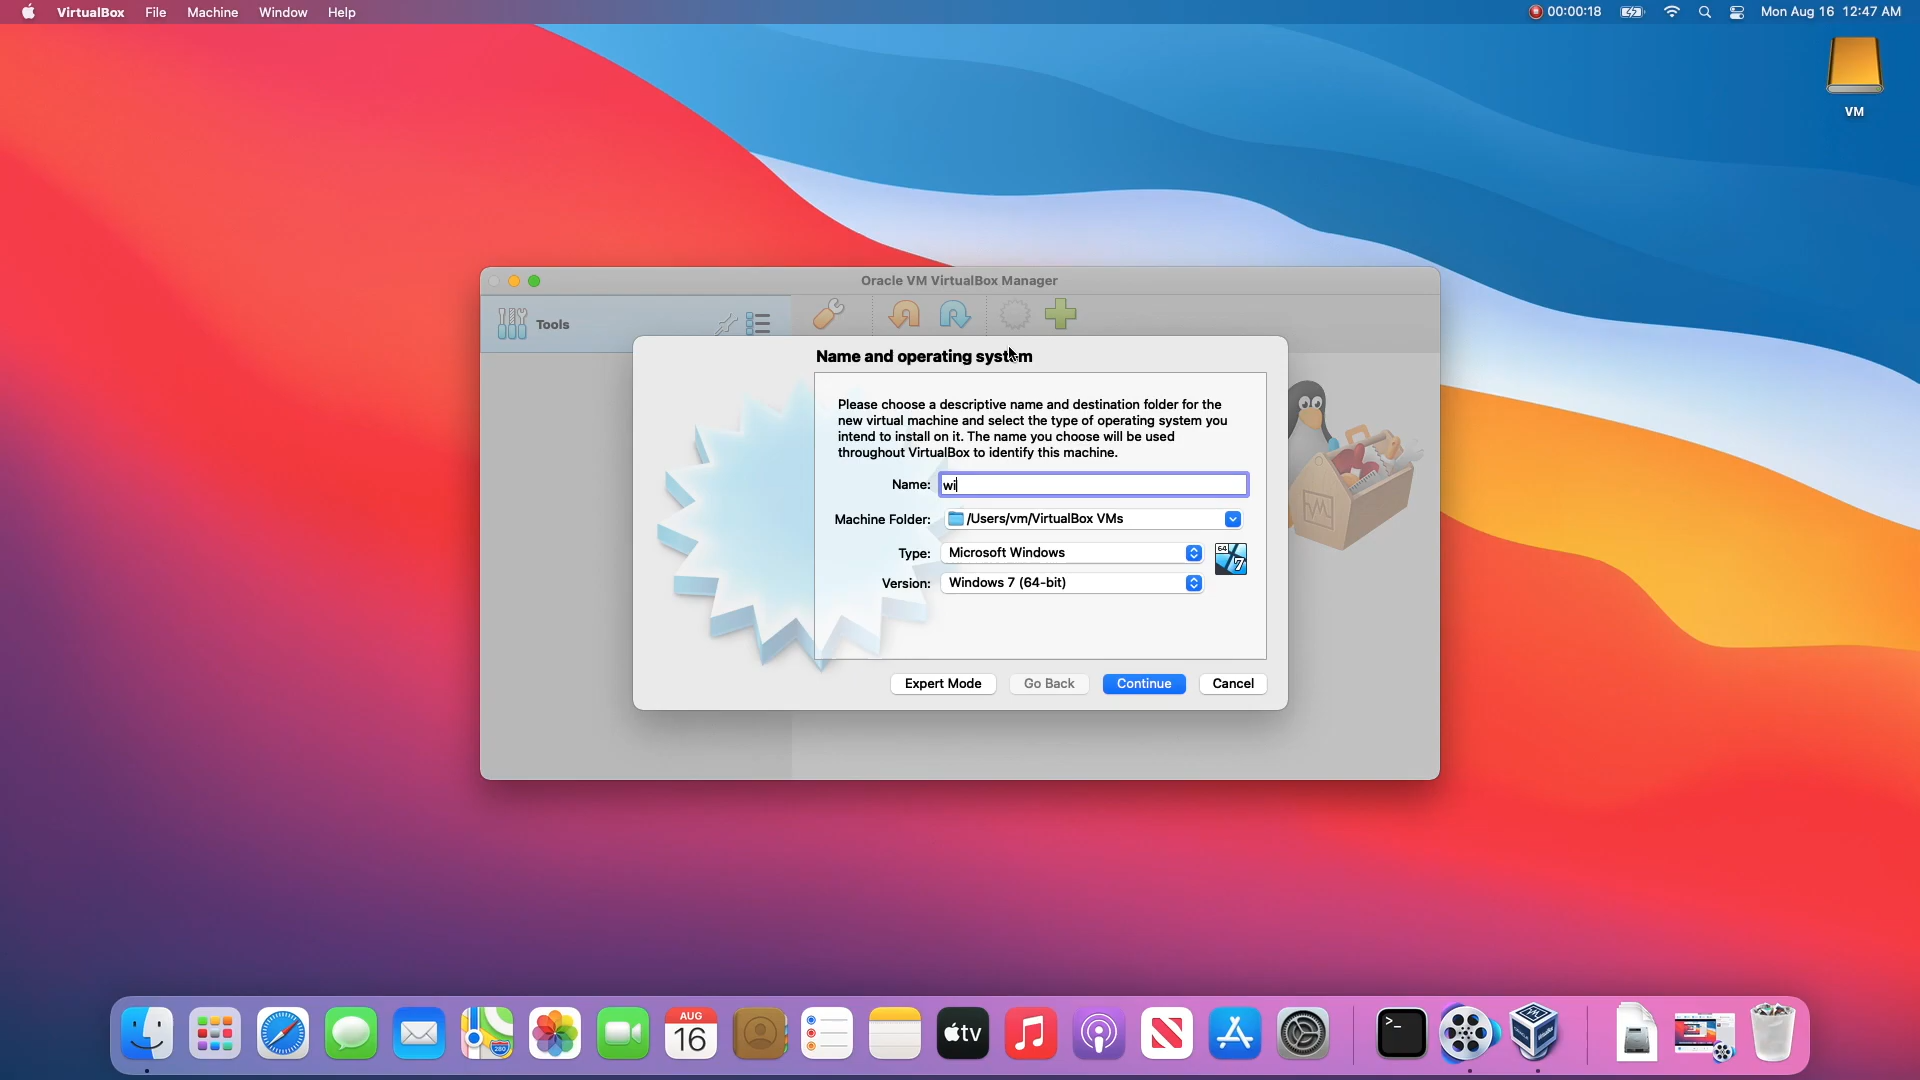 VirtualBox File Machine Window Help 00:00:18 Mon Aug 16 12:47 AM
VM
Oracle VM VirtualBox Manager
Tools
Name and operating system
Please choose a descriptive name and destination folder for the
new virtual machine and select the type of operating system you
intend to install on it. The name you choose will be used
throughout VirtualBox to identify this machine.
Name: wi
Machine Folder: /Users/vm/VirtualBox VMs
Type: Microsoft Windows
64
7
Version: Windows 7 (64-bit)
Expert Mode Go Back Continue Cancel
AUG
16
280
tv
>_